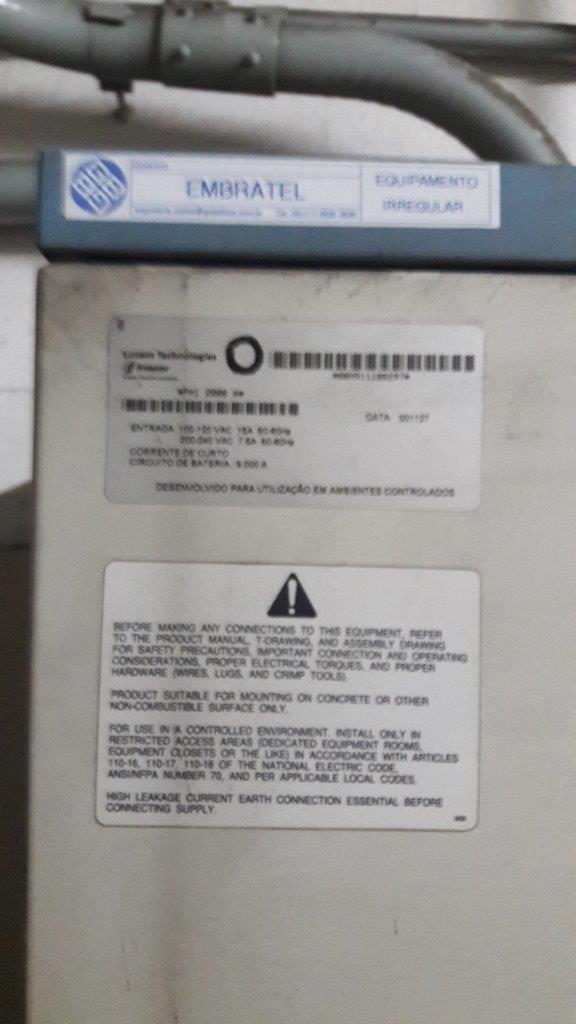 EMBRATEL
EQUIPAMENTO
IRREGULAR
Lucent Technologies
DATA 001127
ENTRADA 100-120 VAC 16A 50-60Hz
200-240 VAC 7.6A 50-60Hz
CORRENTE DE CURTO
CIRCUITO DE BATERIA: 9.000 A
DESENVOLVIDO PARA UTILIZAÇÃO EM AMBIENTES CONTROLADOS
BEFORE MAKING ANY CONNECTIONS TO THIS EQUIPMENT, REFER
TO THE PRODUCT MANUAL, T-DRAWING, AND ASSEMBLY DRAWING
FOR SAFETY PRECAUTIONS, IMPORTANT CONNECTION AND OPERATING
CONSIDERATIONS, PROPER ELECTRICAL TORQUES, AND PROPER
HARDWARE (WIRES, LUGS, AND CRIMP TOOLS).
PRODUCT SUITABLE FOR MOUNTING ON CONCRETE OR OTHER
NON-COMBUSTIBLE SURFACE ONLY.
FOR USE IN A CONTROLLED ENVIRONMENT. INSTALL ONLY IN
RESTRICTED ACCESS AREAS (DEDICATED EQUIPMENT ROOMS,
EQUIPMENT CLOSETS OR THE LIKE) IN ACCORDANCE WITH ARTICLES
110-16, 110-17, 110-18 OF THE NATIONAL ELECTRIC CODE,
ANSI/NFPA NUMBER 70, AND PER APPLICABLE LOCAL CODES.
HIGH LEAKAGE CURRENT EARTH CONNECTION ESSENTIAL BEFORE
CONNECTING SUPPLY.